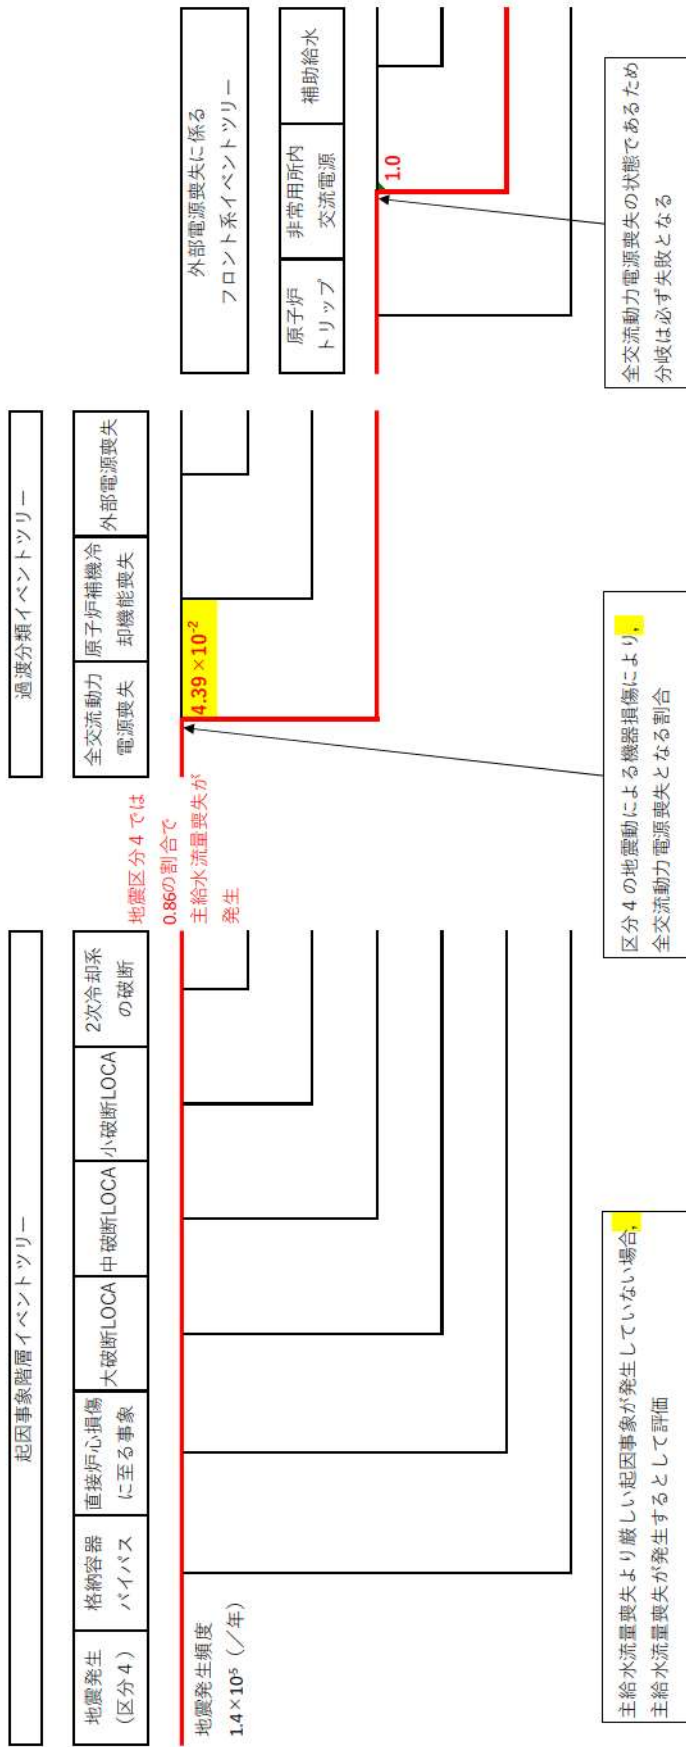 起因事象階層イベントツリー
地震発生
（区分４）
格納容器
バイパス
直接炉心損傷
に至る事象
大破断LOCA
中破断LOCA
小破断LOCA
2次冷却系
の破断
地震発生頻度
1.4×10⁻⁵（／年）
主給水流量喪失より厳しい起因事象が発生していない場合,
主給水流量喪失が発生するとして評価
地震区分４では
0.86の割合で
主給水流量喪失が
発生
過渡分類イベントツリー
全交流動力
電源喪失
原子炉補機冷
却機能喪失
外部電源喪失
4.39×10⁻²
区分４の地震動による機器損傷により,
全交流動力電源喪失となる割合
外部電源喪失に係る
フロント系イベントツリー
原子炉
トリップ
非常用所内
交流電源
補助給水
1.0
全交流動力電源喪失の状態であるため
分岐は必ず失敗となる